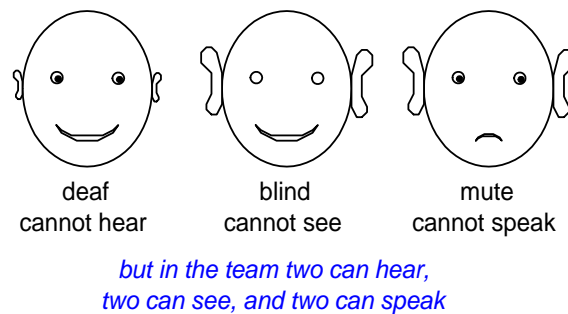 deaf
cannot hear
blind
cannot see
mute
cannot speak
but in the team two can hear,
two can see, and two can speak